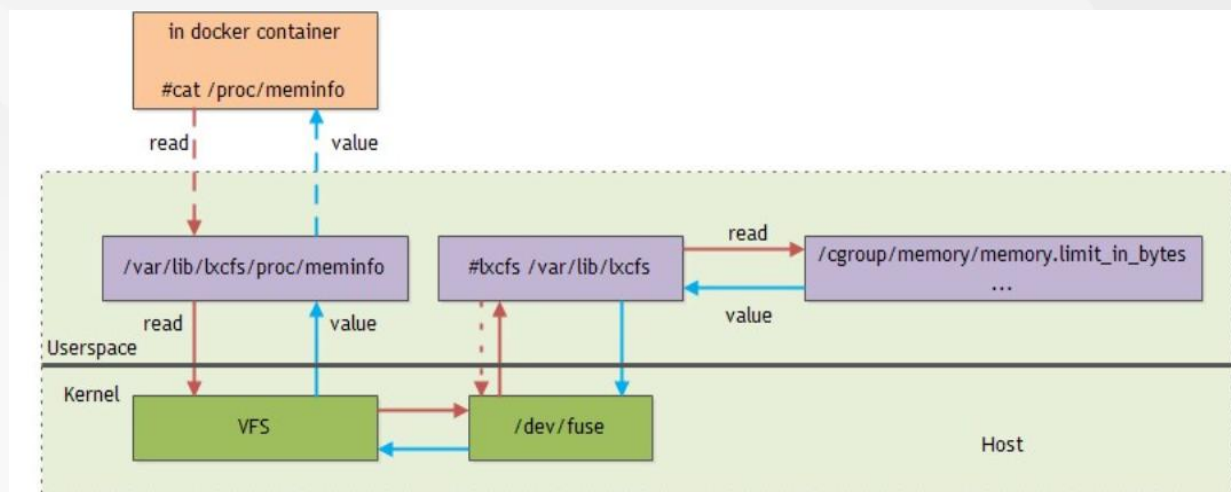 in docker container
#cat /proc/meminfo
read
value
/var/lib/lxcfs/proc/meminfo
#lxcfs /var/lib/lxcfs
read
/cgroup/memory/memory.limit_in_bytes
...
value
read
value
Userspace
Kernel
VFS
/dev/fuse
Host